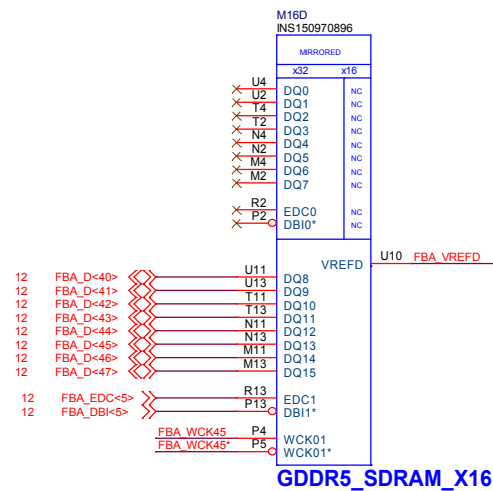 M16D
INS150970896
MIRRORED
x32 x16
U4 DQ0 NC
U2 DQ1 NC
T4 DQ2 NC
T2 DQ3 NC
N4 DQ4 NC
N2 DQ5 NC
M4 DQ6 NC
M2 DQ7 NC
R2 EDC0 NC
P2 DBI0* NC
VREFD U10 FBA_VREFD
12 FBA_D<40> U11 DQ8
12 FBA_D<41> U13 DQ9
12 FBA_D<42> T11 DQ10
12 FBA_D<43> T13 DQ11
12 FBA_D<44> N11 DQ12
12 FBA_D<45> N13 DQ13
12 FBA_D<46> M11 DQ14
12 FBA_D<47> M13 DQ15
12 FBA_EDC<5> R13 EDC1
12 FBA_DBI<5> P13 DBI1*
FBA_WCK45 P4 WCK01
FBA_WCK45* P5 WCK01*
GDDR5_SDRAM_X16